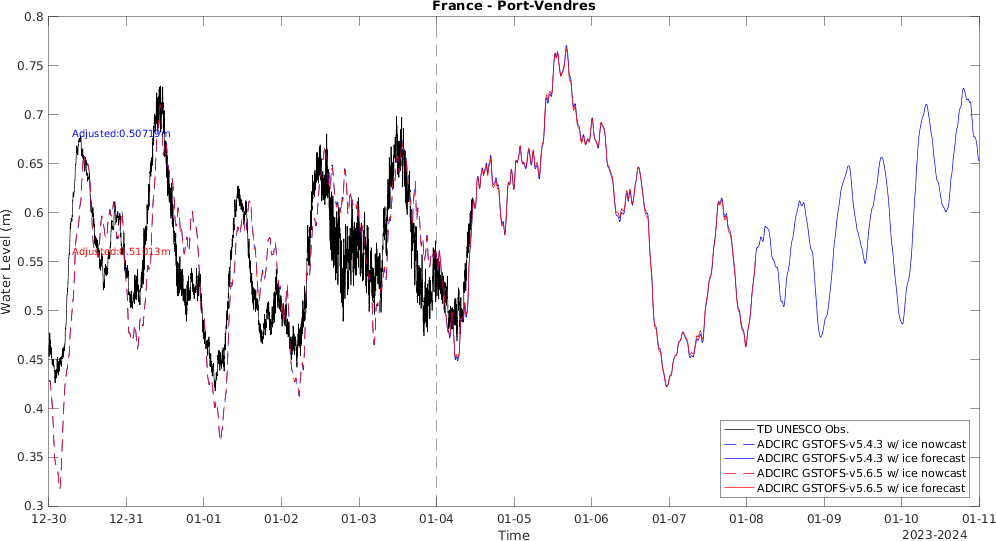 France - Port-Vendres
0.8
0.75
0.7
0.65
0.6
0.55
0.5
0.45
0.4
0.35
0.3
Water Level (m)
Adjusted:0.50719m
Adjusted:0.51013m
TD UNESCO Obs.
ADCIRC GSTOFS-v5.4.3 w/ ice nowcast
ADCIRC GSTOFS-v5.4.3 w/ ice forecast
ADCIRC GSTOFS-v5.6.5 w/ ice nowcast
ADCIRC GSTOFS-v5.6.5 w/ ice forecast
12-30 12-31 01-01 01-02 01-03 01-04 01-05 01-06 01-07 01-08 01-09 01-10 01-11
Time
2023-2024